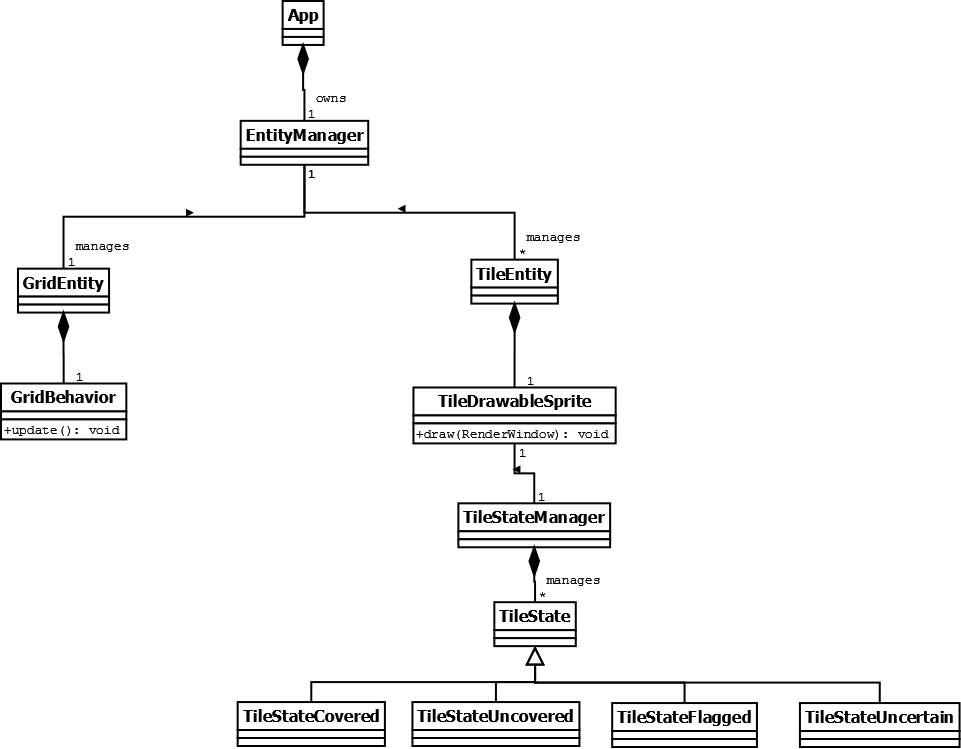 App
owns
1
EntityManager
1
manages
1
manages
*
GridEntity
TileEntity
1
1
GridBehavior
+update(): void
TileDrawableSprite
+draw(RenderWindow): void
1
1
TileStateManager
manages
*
TileState
TileStateCovered
TileStateUncovered
TileStateFlagged
TileStateUncertain